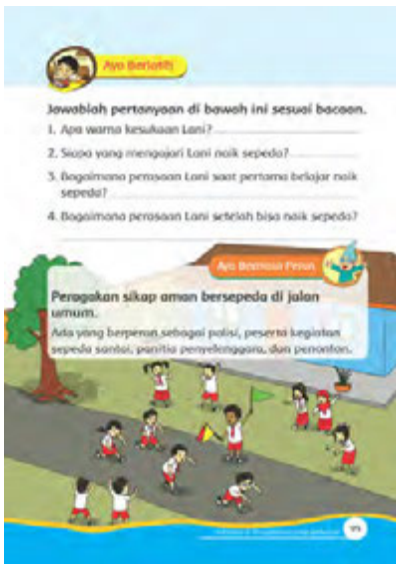 Ayo Berlatih
Jawablah pertanyaan di bawah ini sesuai bacaan.
1. Apa warna kesukaan Lani?
2. Siapa yang mengajari Lani naik sepeda?
3. Bagaimana perasaan Lani saat pertama belajar naik
sepeda?
4. Bagaimana perasaan Lani setelah bisa naik sepeda?
Ayo Bermain Peran
Peragakan sikap aman bersepeda di jalan
umum.
Ada yang berperan sebagai polisi, peserta kegiatan
sepeda santai, panitia penyelenggara, dan penonton.